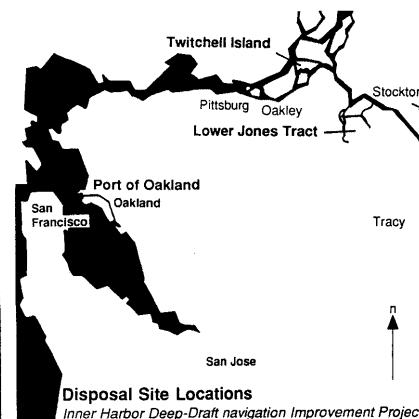 Twitchell Island
Stockton
Pittsburg
Oakley
Lower Jones Tract
Port of Oakland
Oakland
San
Francisco
Tracy
n
San Jose
Disposal Site Locations
Inner Harbor Deep-Draft navigation Improvement Projec